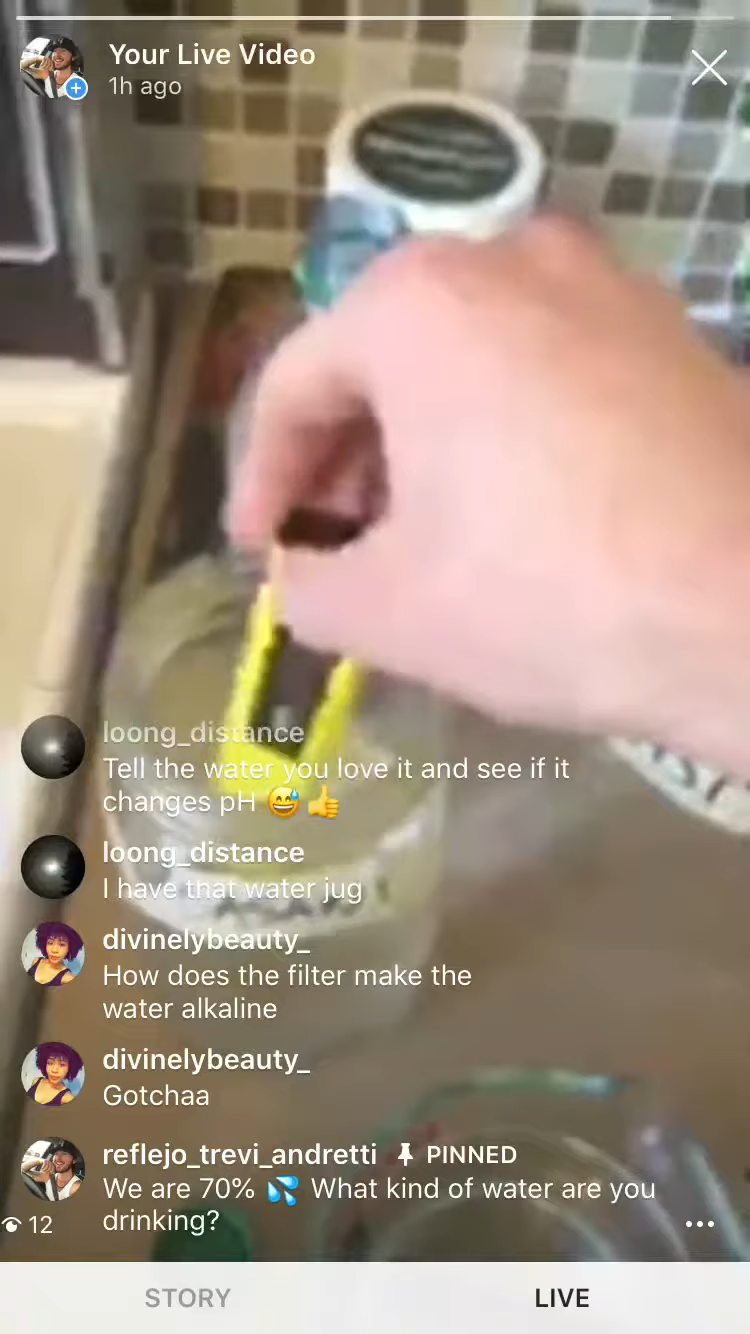 Your Live Video
1h ago
loong_distance
Tell the water you love it and see if it
changes pH 😅👍
loong_distance
I have that water jug
divinelybeauty_
How does the filter make the
water alkaline
divinelybeauty_
Gotchaa
reflejo_trevi_andretti PINNED
We are 70% 💦 What kind of water are you
drinking?
12
STORY
LIVE